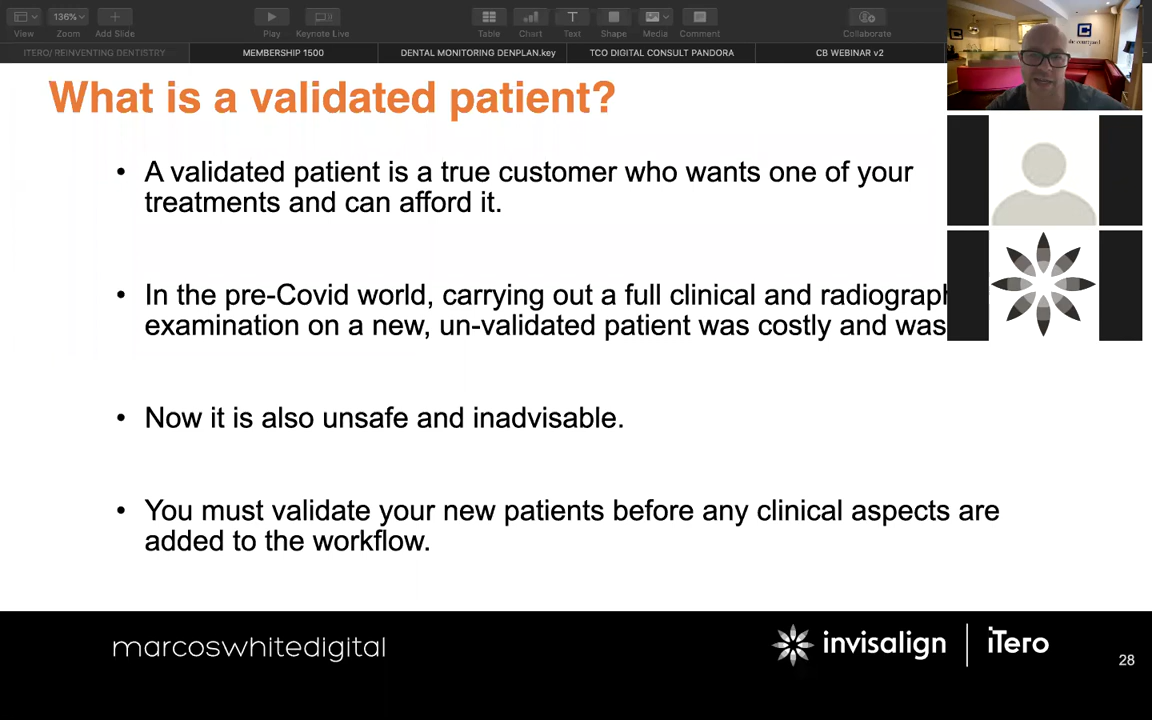 136%
View
Zoom
Add Slide
Play
Keynote Live
Table
Chart
Text
Shape
Media
Comment
Collaborate
ITERO/ REINVENTING DENTISTRY
MEMBERSHIP 1500
DENTAL MONITORING DENPLAN.key
TCO DIGITAL CONSULT PANDORA
CB WEBINAR v2
What is a validated patient?
• A validated patient is a true customer who wants one of your
treatments and can afford it.
• In the pre-Covid world, carrying out a full clinical and radiograph
examination on a new, un-validated patient was costly and was
• Now it is also unsafe and inadvisable.
• You must validate your new patients before any clinical aspects are
added to the workflow.
marcoswhitedigital
invisalign
iTero
28